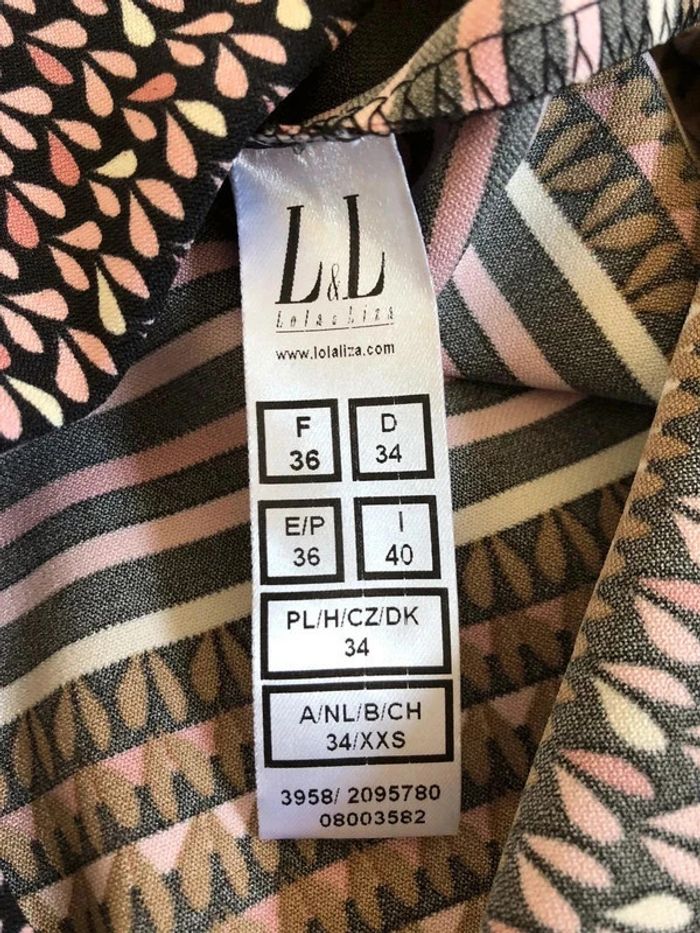 L&L
Lola & Liza
www.lolaliza.com
F
36
D
34
E/P
36
I
40
PL/H/CZ/DK
34
A/NL/B/CH
34/XXS
3958/ 2095780
08003582